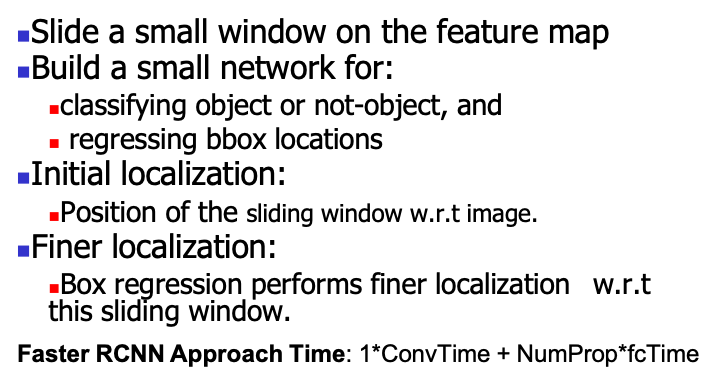 Slide a small window on the feature map
Build a small network for:
classifying object or not-object, and
regressing bbox locations
Initial localization:
Position of the sliding window w.r.t image.
Finer localization:
Box regression performs finer localization w.r.t
this sliding window.
Faster RCNN Approach Time: 1*ConvTime + NumProp*fcTime